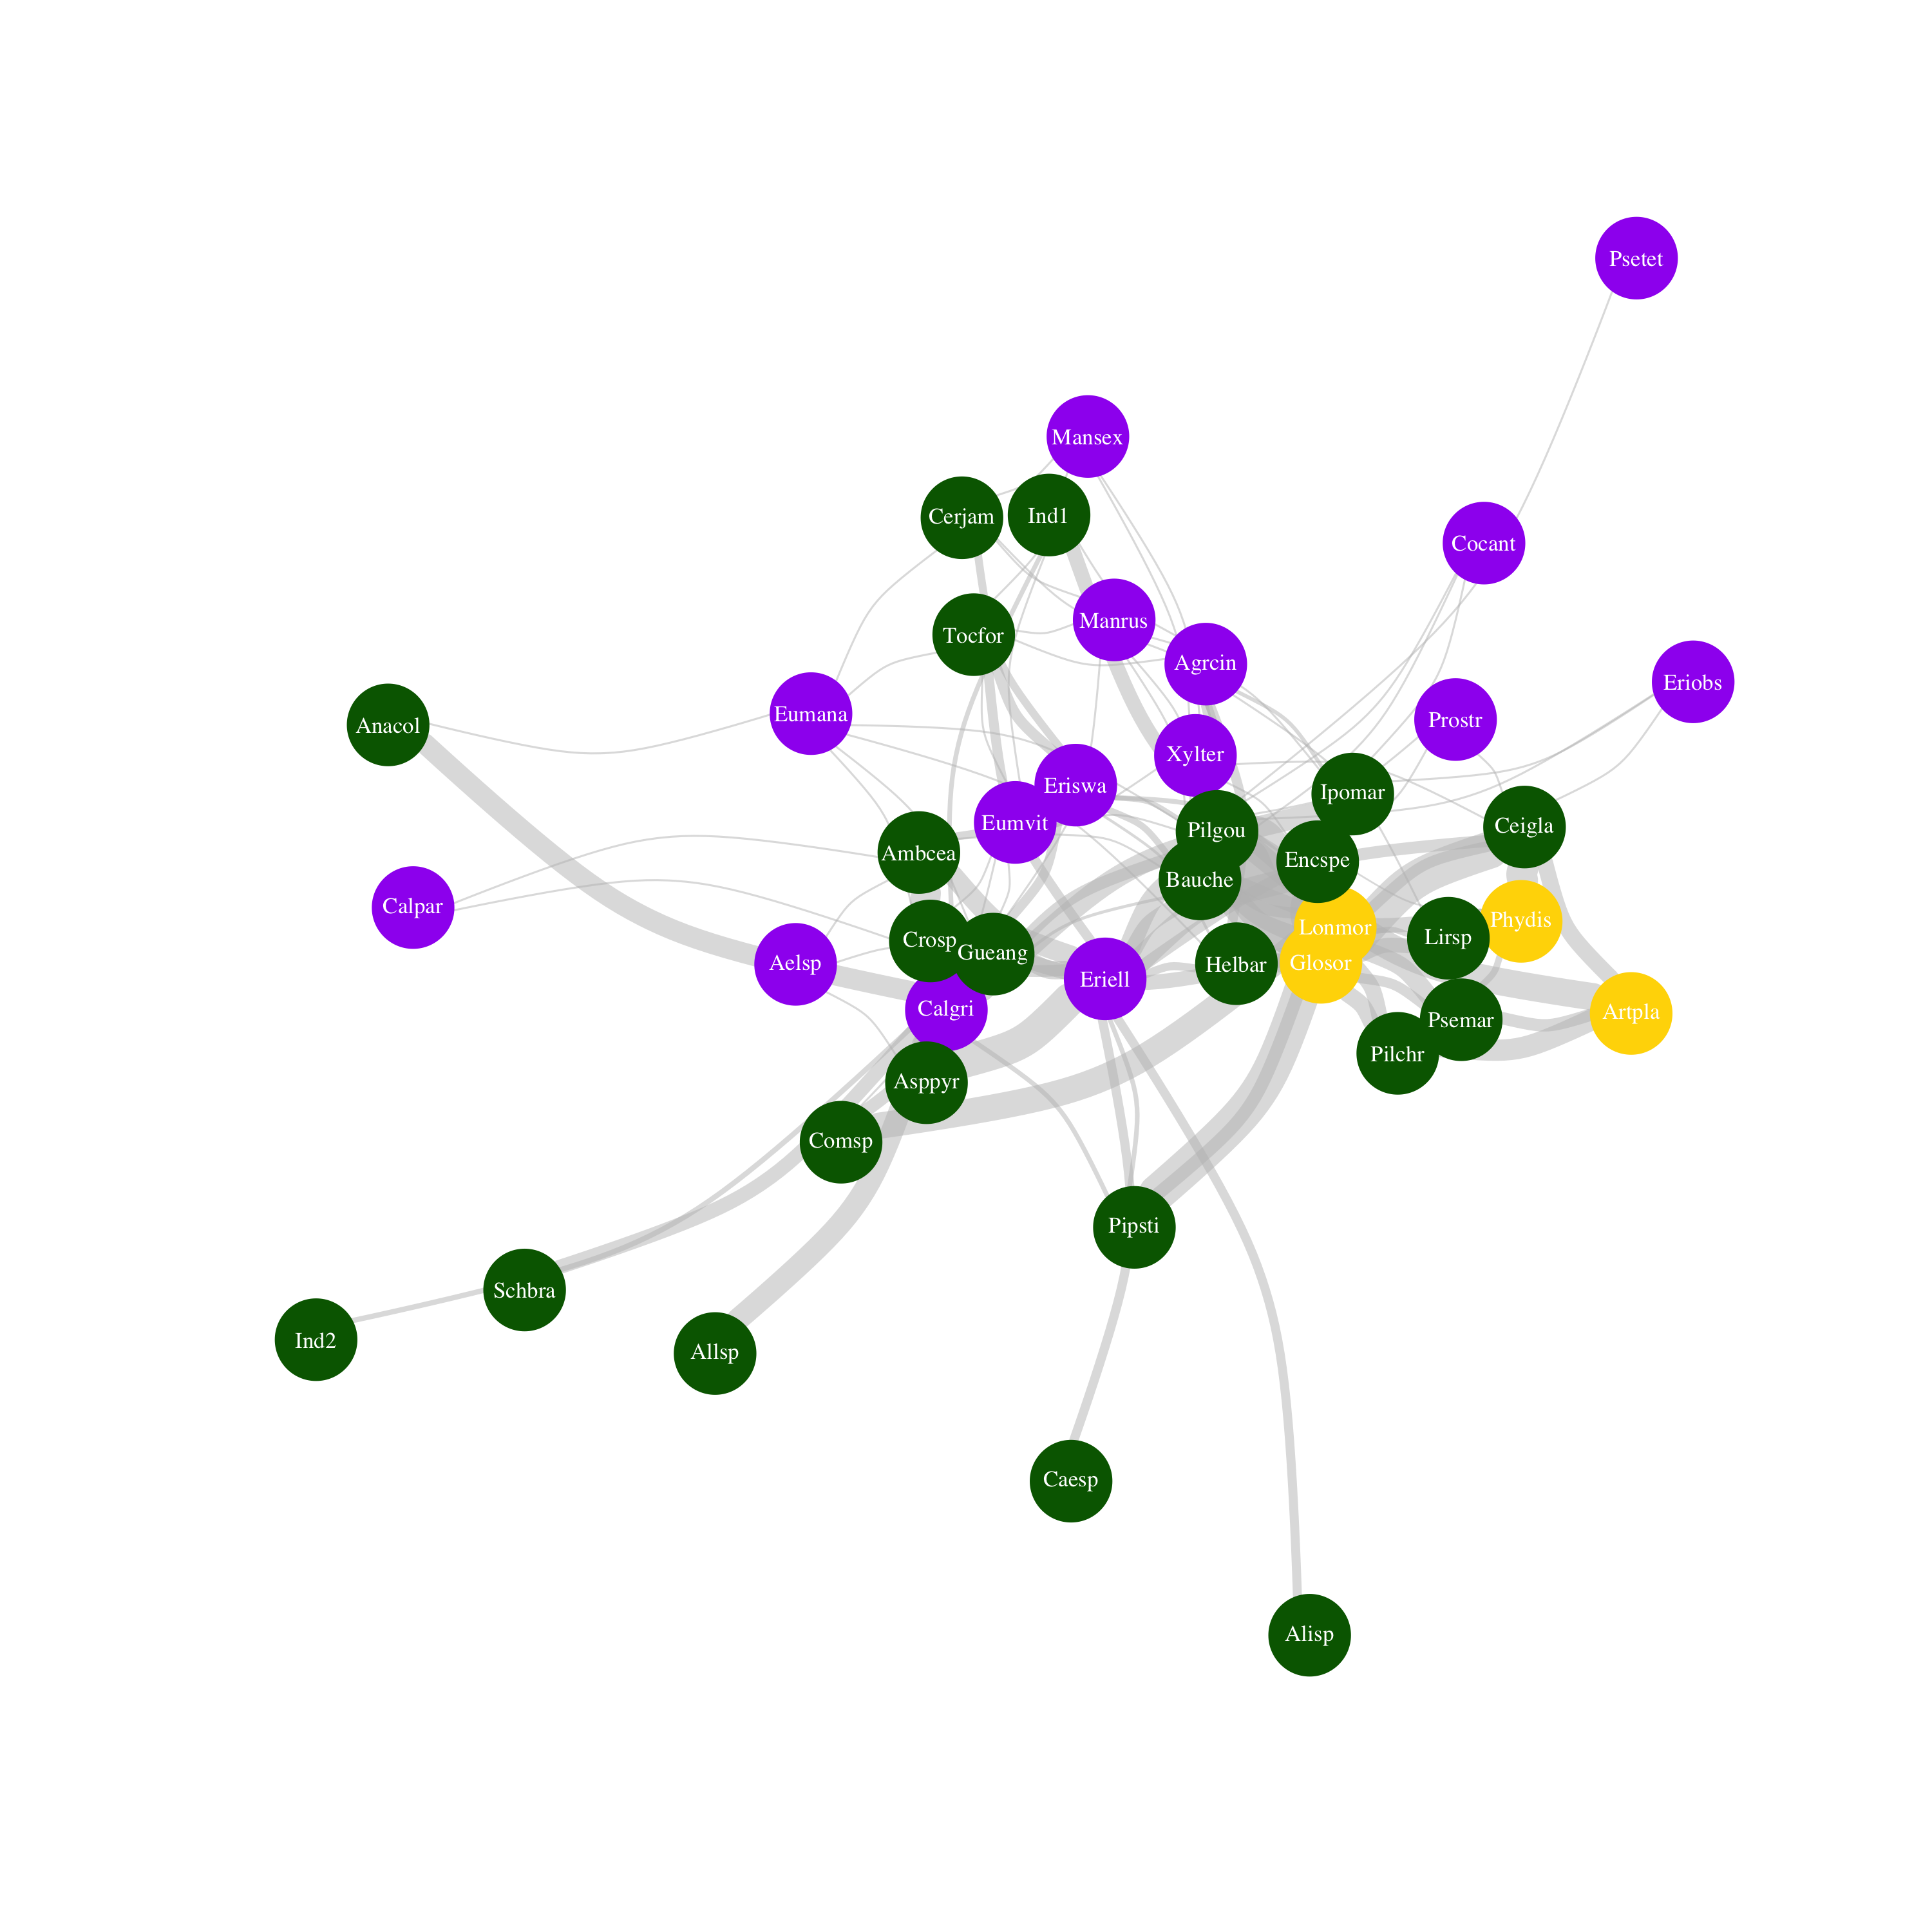 Psetet
Mansex
Cerjam
Ind1
Cocant
Manrus
Tocfor
Agrcin
Eriobs
Eumana
Prostr
Anacol
Xylter
Eriswa
Ipomar
Eumvit
Pilgou
Ceigla
Ambcea
Encspe
Bauche
Calpar
Phydis
Lonmor
Lirsp
Crosp
Gueang
Aelsp
Helbar
Glosor
Eriell
Calgri
Artpla
Psemar
Pilchr
Asppyr
Comsp
Pipsti
Schbra
Ind2
Allsp
Caesp
Alisp